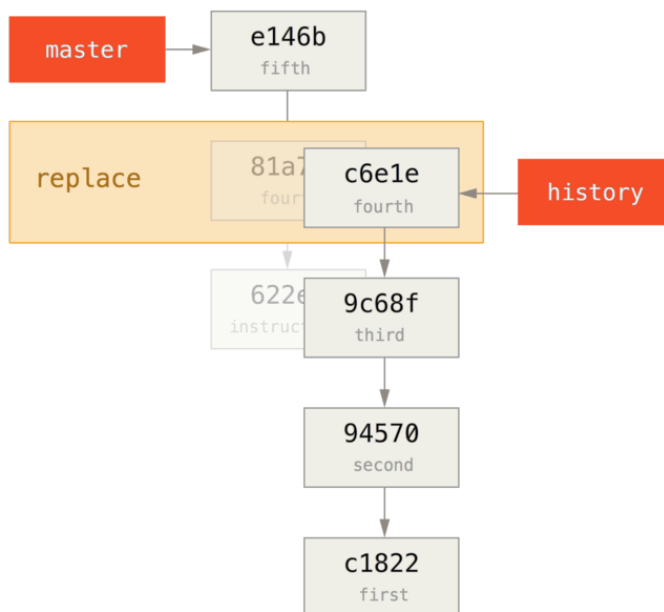 master
e146b
fifth
replace
c6e1e
fourth
history
9c68f
third
94570
second
c1822
first